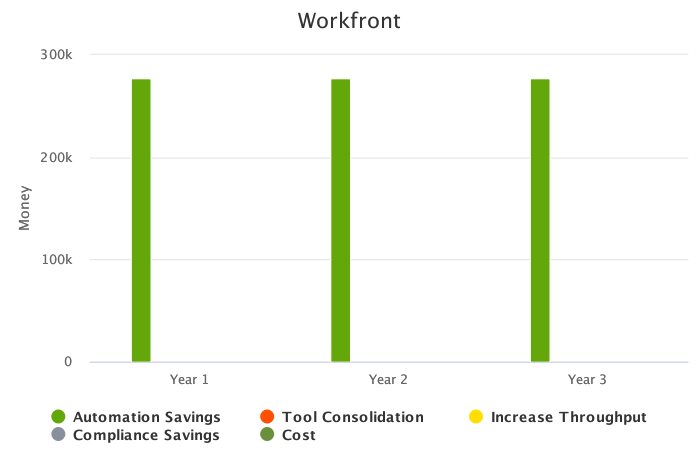 Workfront
300k
200k
100k
0
Money
Year 1 Year 2 Year 3
Automation Savings Tool Consolidation Increase Throughput
Compliance Savings Cost